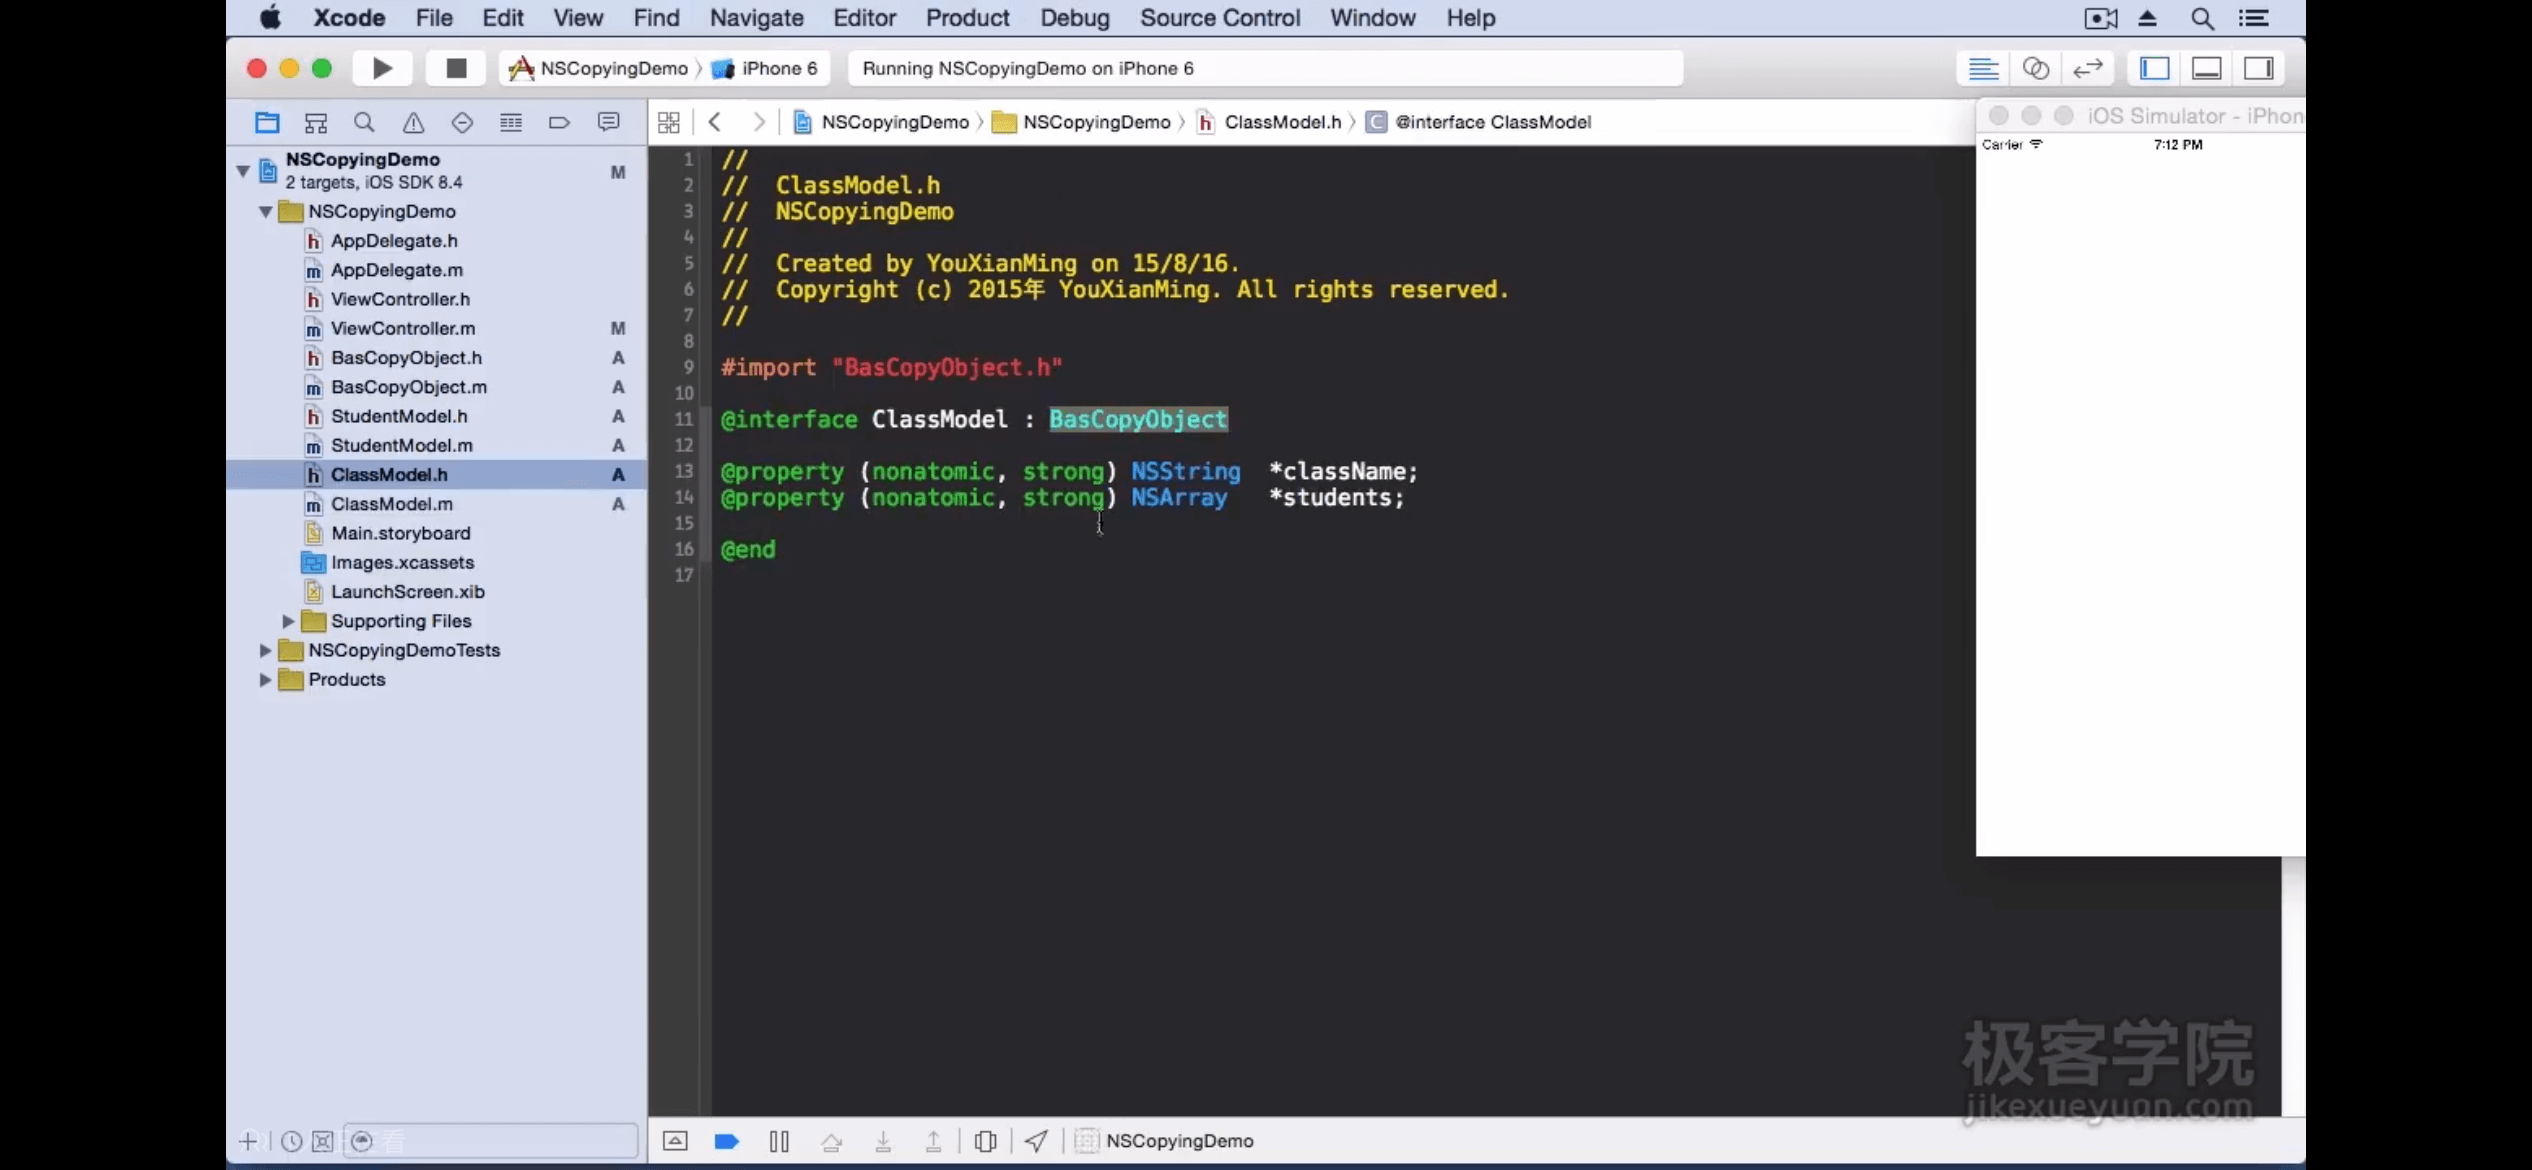 Xcode File Edit View Find Navigate Editor Product Debug Source Control Window Help
NSCopyingDemo iPhone 6 Running NSCopyingDemo on iPhone 6
NSCopyingDemo NSCopyingDemo ClassModel.h @interface ClassModel
iOS Simulator - iPhon
Carrier 7:12 PM
NSCopyingDemo M
2 targets, iOS SDK 8.4
NSCopyingDemo
AppDelegate.h
AppDelegate.m
ViewController.h
ViewController.m M
BasCopyObject.h A
BasCopyObject.m A
StudentModel.h A
StudentModel.m A
ClassModel.h A
ClassModel.m A
Main.storyboard
Images.xcassets
LaunchScreen.xib
Supporting Files
NSCopyingDemoTests
Products
1 //
2 // ClassModel.h
3 // NSCopyingDemo
4 //
5 // Created by YouXianMing on 15/8/16.
6 // Copyright (c) 2015年 YouXianMing. All rights reserved.
7 //
8
9 #import "BasCopyObject.h"
10
11 @interface ClassModel : BasCopyObject
12
13 @property (nonatomic, strong) NSString *className;
14 @property (nonatomic, strong) NSArray *students;
15
16 @end
17
极客学院
jikexueyuan.com
NSCopyingDemo